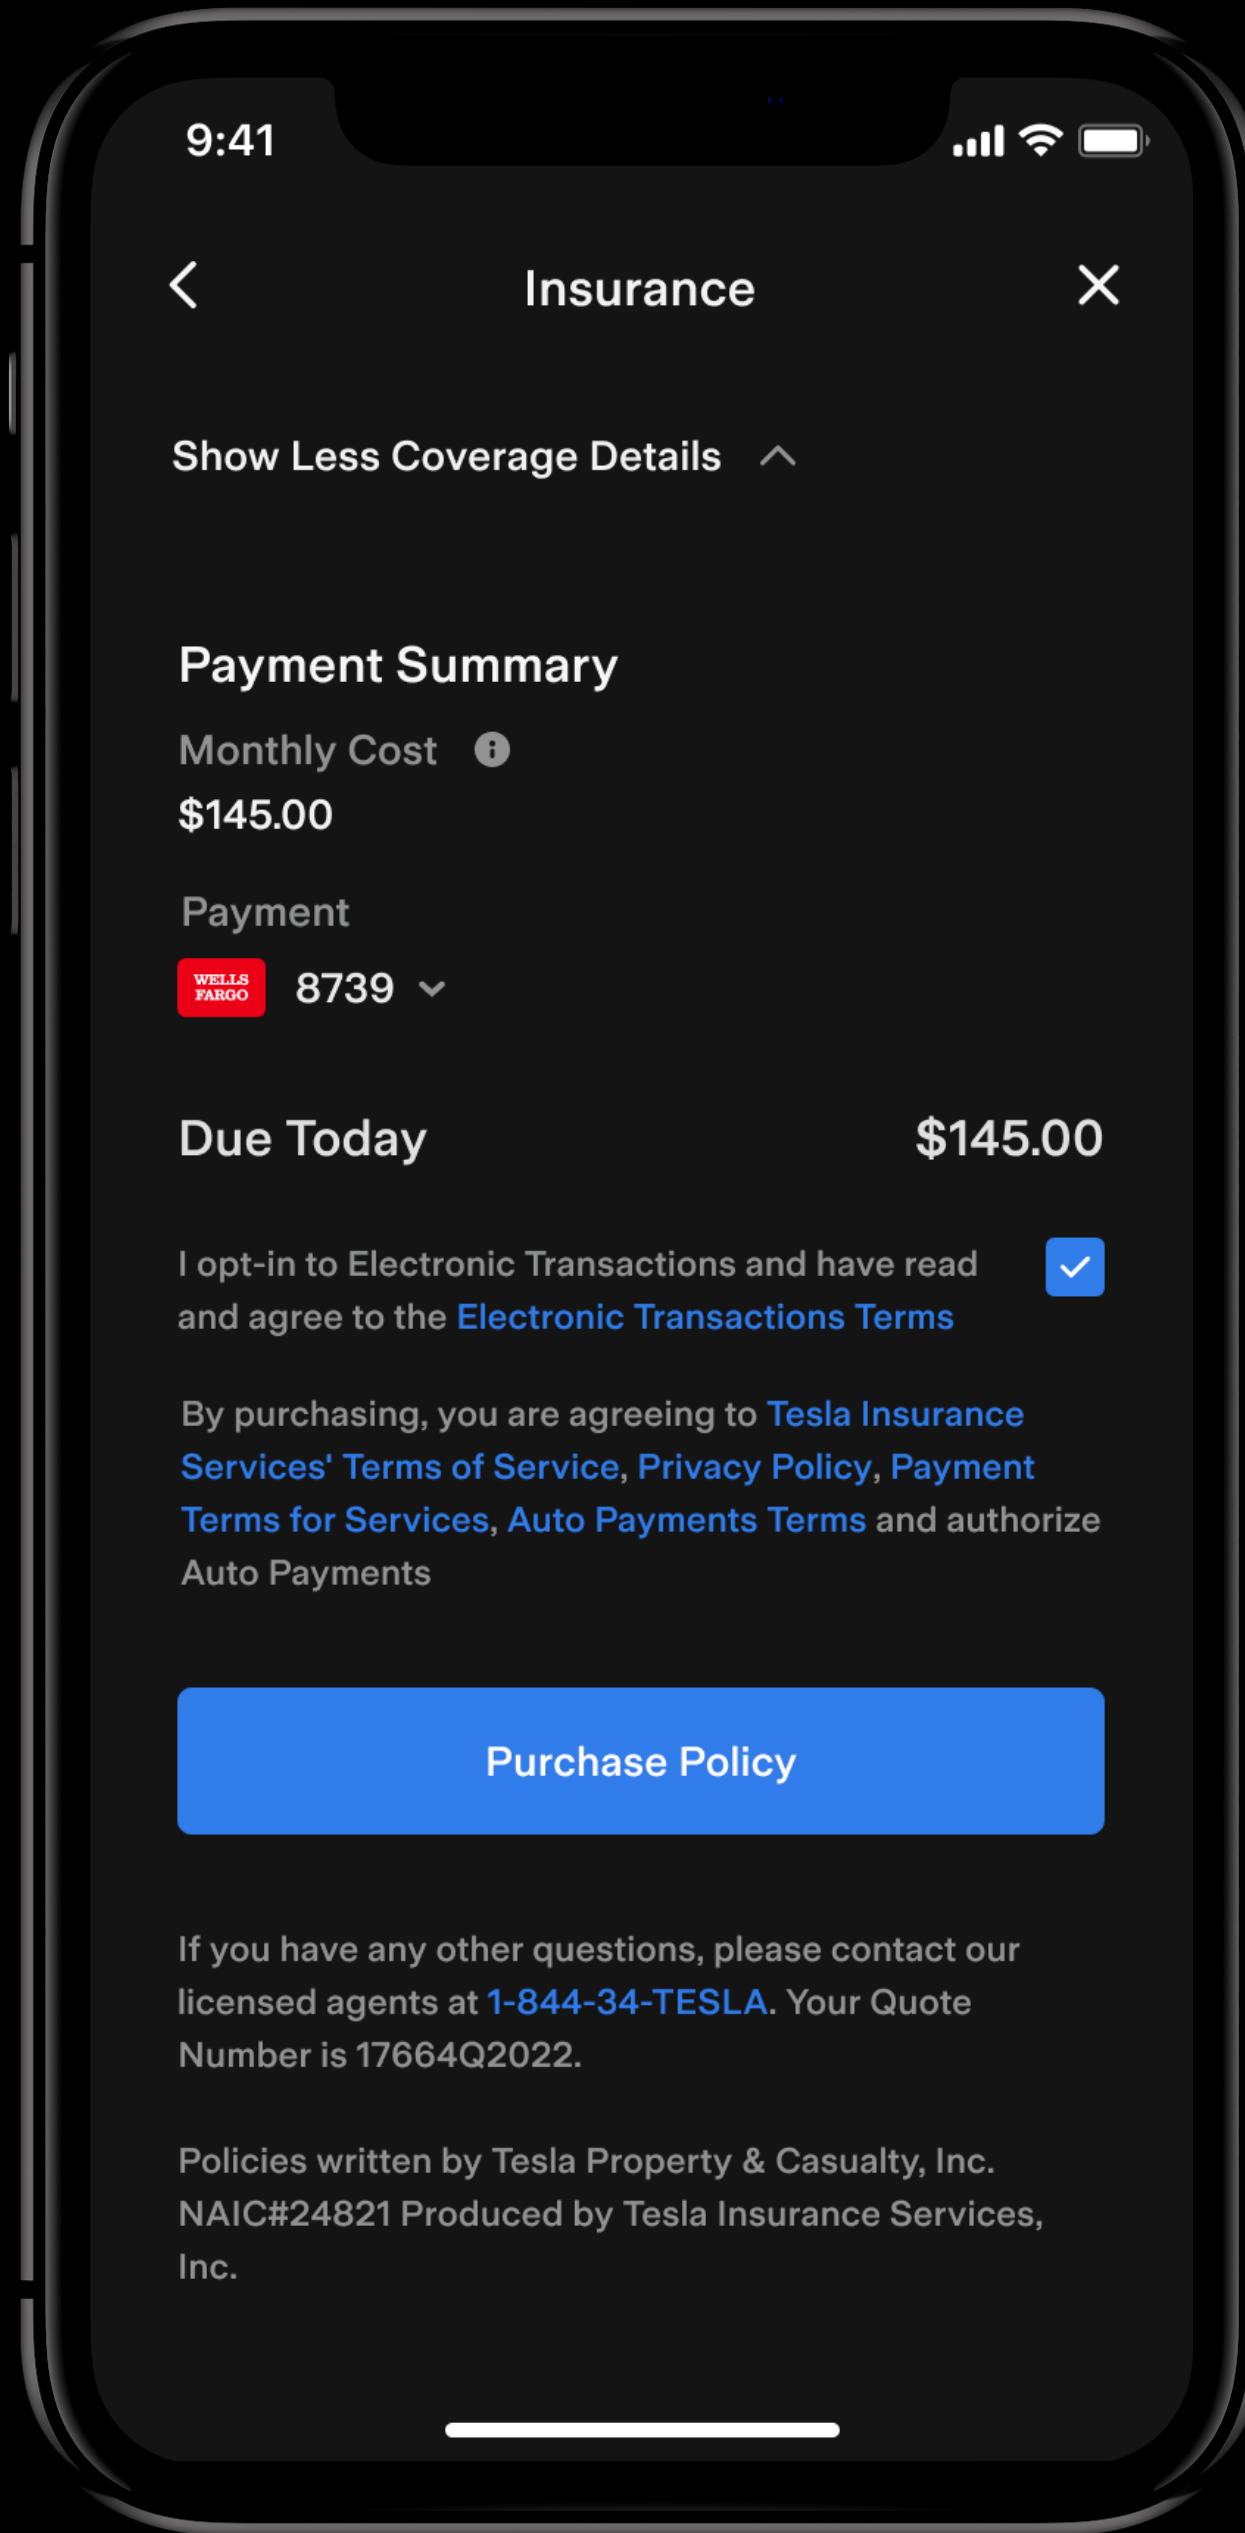 9:41
Insurance
Show Less Coverage Details
Payment Summary
Monthly Cost
$145.00
Payment
WELLS
FARGO
8739
Due Today $145.00
I opt-in to Electronic Transactions and have read
and agree to the Electronic Transactions Terms
By purchasing, you are agreeing to Tesla Insurance
Services' Terms of Service, Privacy Policy, Payment
Terms for Services, Auto Payments Terms and authorize
Auto Payments
Purchase Policy
If you have any other questions, please contact our
licensed agents at 1-844-34-TESLA. Your Quote
Number is 17664Q2022.
Policies written by Tesla Property & Casualty, Inc.
NAIC#24821 Produced by Tesla Insurance Services,
Inc.